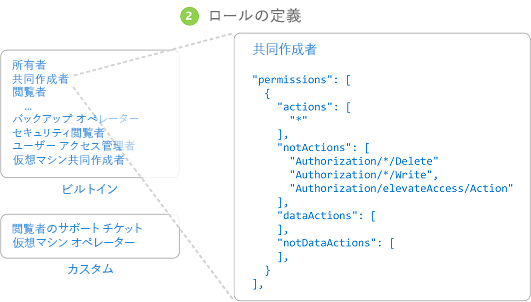 2 ロールの定義
所有者
共同作成者
閲覧者
...
バックアップ オペレーター
セキュリティ閲覧者
ユーザー アクセス管理者
仮想マシン共同作成者
ビルトイン
閲覧者のサポート チケット
仮想マシン オペレーター
カスタム
共同作成者
"permissions": [
{
"actions": [
"*"
],
"notActions": [
"Authorization/*/Delete"
"Authorization/*/Write",
"Authorization/elevateAccess/Action"
],
"dataActions": [
],
"notDataActions": [
],
}
],